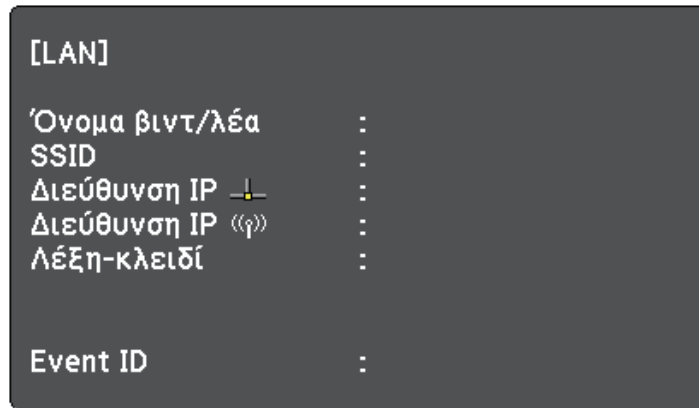 [LAN]
Όνομα βιντ/λέα :
SSID :
Διεύθυνση IP :
Διεύθυνση IP :
Λέξη-κλειδί :
Event ID :